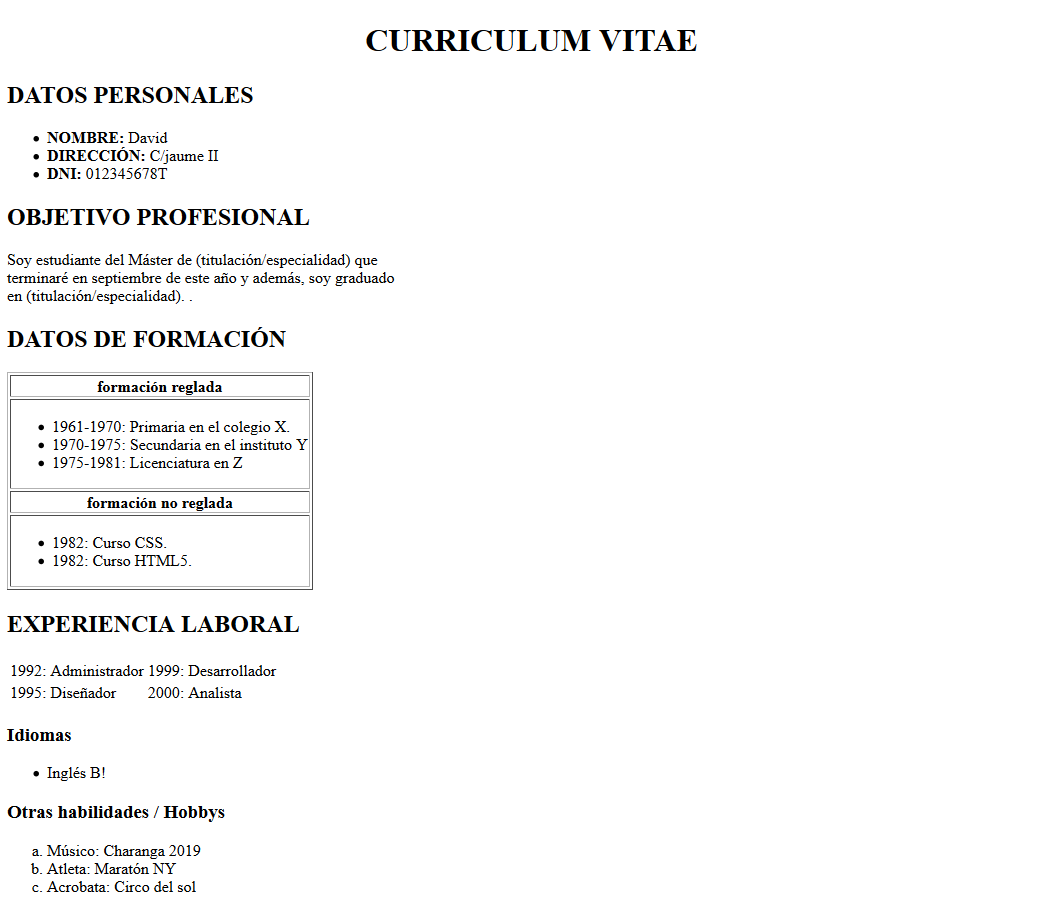 CURRICULUM VITAE
DATOS PERSONALES
• NOMBRE: David
• DIRECCIÓN: C/jaume II
• DNI: 012345678T
OBJETIVO PROFESIONAL
Soy estudiante del Máster de (titulación/especialidad) que
terminaré en septiembre de este año y además, soy graduado
en (titulación/especialidad). .
DATOS DE FORMACIÓN
formación reglada
• 1961-1970: Primaria en el colegio X.
• 1970-1975: Secundaria en el instituto Y
• 1975-1981: Licenciatura en Z
formación no reglada
• 1982: Curso CSS.
• 1982: Curso HTML5.
EXPERIENCIA LABORAL
1992: Administrador 1999: Desarrollador
1995: Diseñador 2000: Analista
Idiomas
• Inglés B!
Otras habilidades / Hobbys
a. Músico: Charanga 2019
b. Atleta: Maratón NY
c. Acrobata: Circo del sol